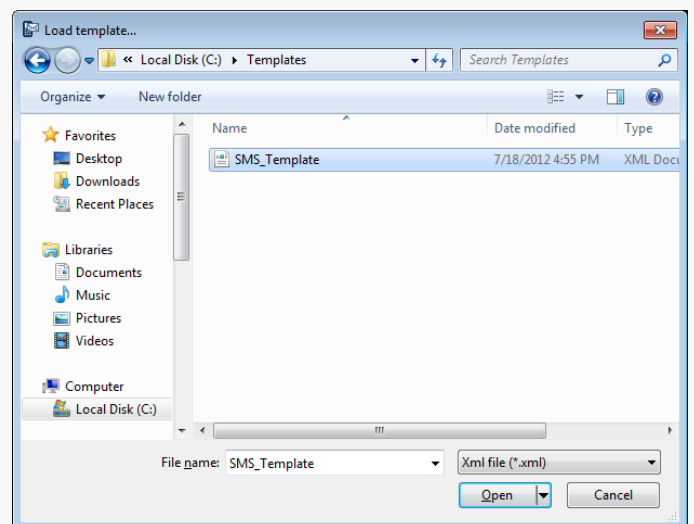 Load template...
« Local Disk (C:) Templates
Search Templates
Organize
New folder
Name
Date modified
Type
Favorites
Desktop
Downloads
Recent Places
Libraries
Documents
Music
Pictures
Videos
Computer
Local Disk (C:)
SMS_Template
7/18/2012 4:55 PM
XML Docu
File name:
SMS_Template
Xml file (*.xml)
Open
Cancel